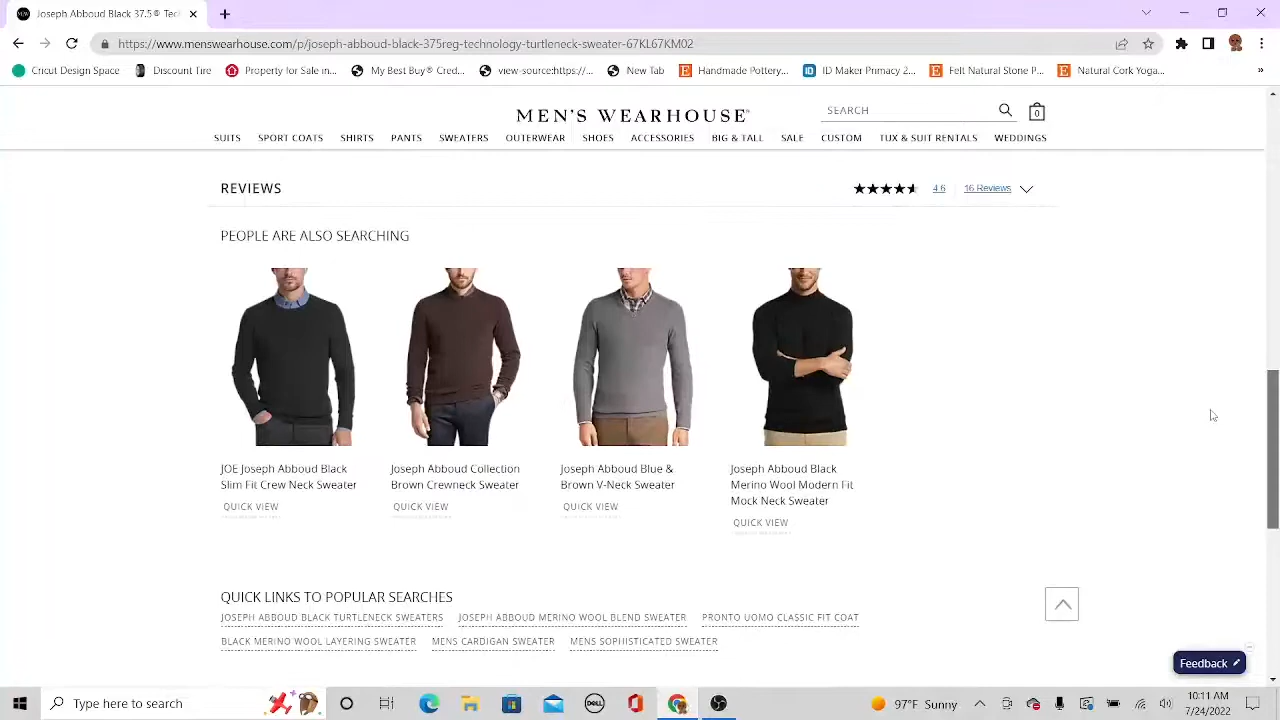 Joseph Abboud Black 37.5® Tec
https://www.menswearhouse.com/p/joseph-abboud-black-375reg-technology-turtleneck-sweater-67KL67KM02
Cricut Design Space Discount Tire Property for Sale in... My Best Buy® Cre... view-source:https://... New Tab Handmade Pottery... ID Maker Primacy 2... Felt Natural Stone P... Natural Cork Yoga... »
MEN'S WEARHOUSE® SEARCH 0
SUITS SPORT COATS SHIRTS PANTS SWEATERS OUTERWEAR SHOES ACCESSORIES BIG & TALL SALE CUSTOM TUX & SUIT RENTALS WEDDINGS
REVIEWS 4.6 16 Reviews
PEOPLE ARE ALSO SEARCHING
JOE Joseph Abboud Black
Slim Fit Crew Neck Sweater
QUICK VIEW
Joseph Abboud Collection
Brown Crewneck Sweater
QUICK VIEW
Joseph Abboud Blue &
Brown V-Neck Sweater
QUICK VIEW
Joseph Abboud Black
Merino Wool Modern Fit
Mock Neck Sweater
QUICK VIEW
QUICK LINKS TO POPULAR SEARCHES
JOSEPH ABBOUD BLACK TURTLENECK SWEATERS JOSEPH ABBOUD MERINO WOOL BLEND SWEATER PRONTO UOMO CLASSIC FIT COAT
BLACK MERINO WOOL LAYERING SWEATER MENS CARDIGAN SWEATER MENS SOPHISTICATED SWEATER
Feedback
Type here to search DELL 97°F Sunny 10:11 AM
7/24/2022